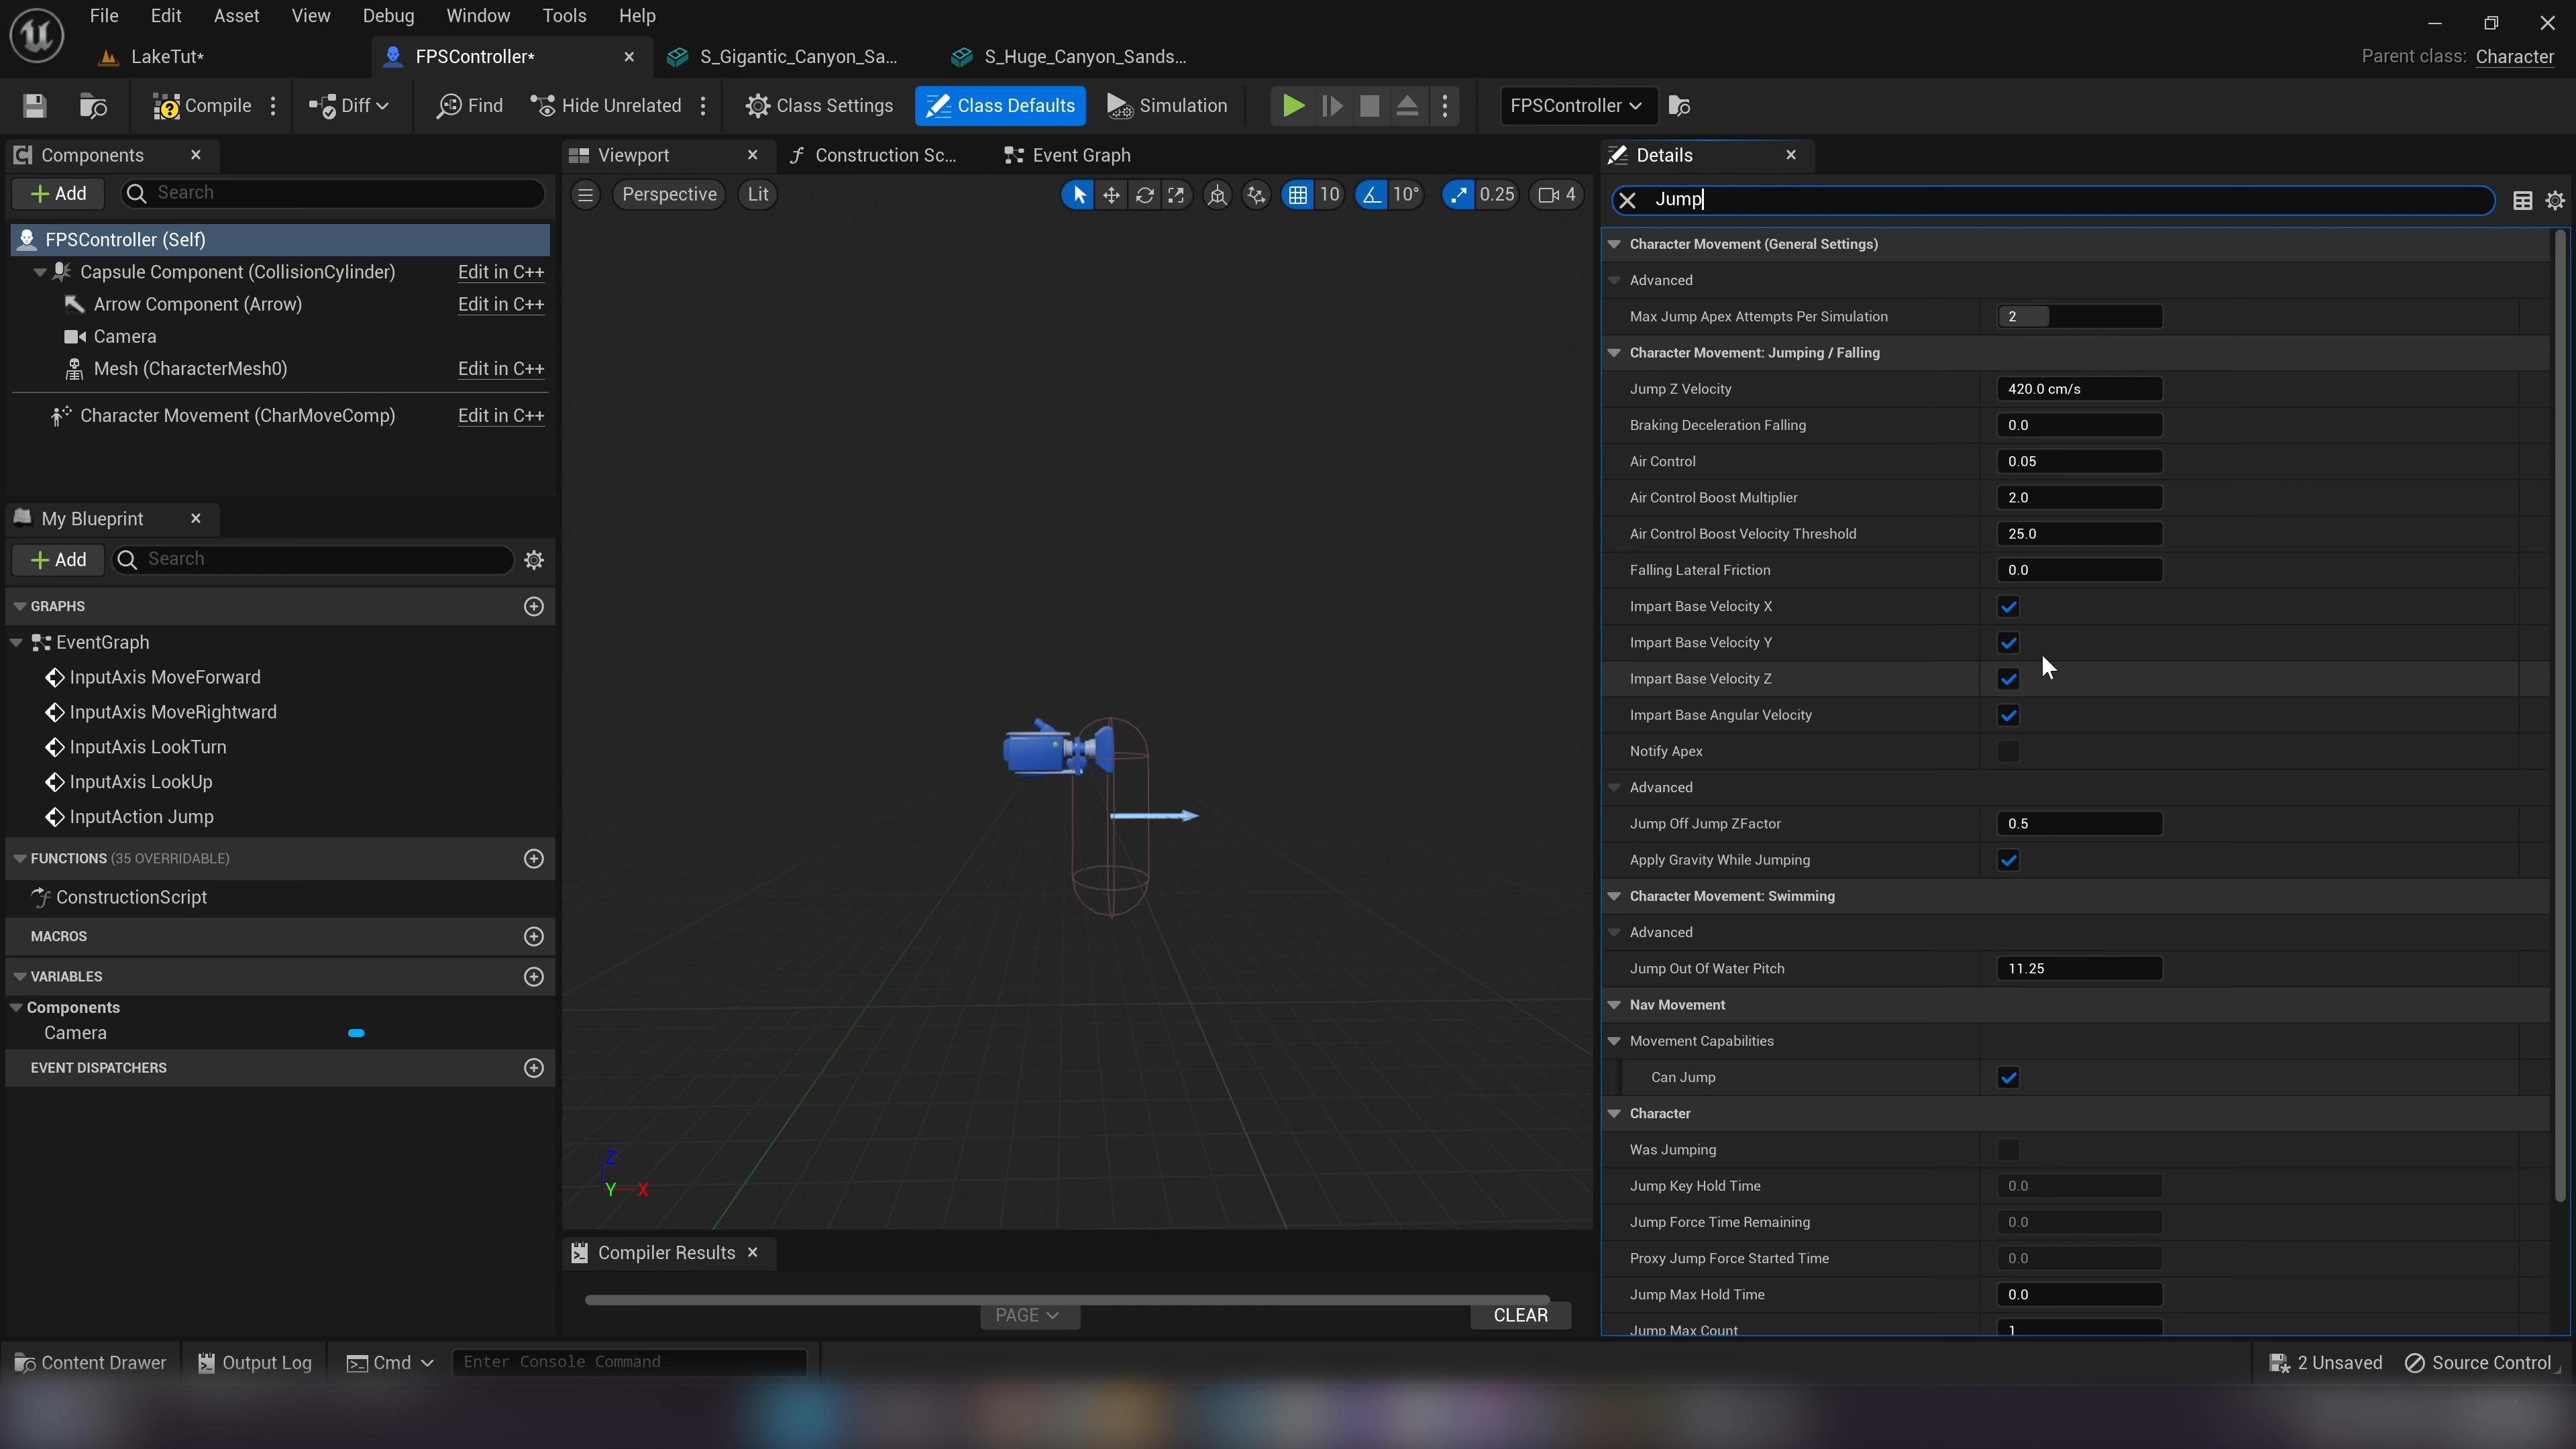 File Edit Asset View Debug Window Tools Help
LakeTut* FPSController* S_Gigantic_Canyon_Sa... S_Huge_Canyon_Sands... Parent class: Character
Compile Diff Find Hide Unrelated Class Settings Class Defaults Simulation FPSController
Components
Add Search
FPSController (Self)
Capsule Component (CollisionCylinder) Edit in C++
Arrow Component (Arrow) Edit in C++
Camera
Mesh (CharacterMesh0) Edit in C++
Character Movement (CharMoveComp) Edit in C++
My Blueprint
Add Search
GRAPHS
EventGraph
InputAxis MoveForward
InputAxis MoveRightward
InputAxis LookTurn
InputAxis LookUp
InputAction Jump
FUNCTIONS (35 OVERRIDABLE)
ConstructionScript
MACROS
VARIABLES
Components
Camera
EVENT DISPATCHERS
Viewport Construction Sc... Event Graph
Perspective Lit 10 10° 0.25 4
Z
Y X
Compiler Results
PAGE CLEAR
Details
Jump
Character Movement (General Settings)
Advanced
Max Jump Apex Attempts Per Simulation 2
Character Movement: Jumping / Falling
Jump Z Velocity 420.0 cm/s
Braking Deceleration Falling 0.0
Air Control 0.05
Air Control Boost Multiplier 2.0
Air Control Boost Velocity Threshold 25.0
Falling Lateral Friction 0.0
Impart Base Velocity X
Impart Base Velocity Y
Impart Base Velocity Z
Impart Base Angular Velocity
Notify Apex
Advanced
Jump Off Jump ZFactor 0.5
Apply Gravity While Jumping
Character Movement: Swimming
Advanced
Jump Out Of Water Pitch 11.25
Nav Movement
Movement Capabilities
Can Jump
Character
Was Jumping
Jump Key Hold Time 0.0
Jump Force Time Remaining 0.0
Proxy Jump Force Started Time 0.0
Jump Max Hold Time 0.0
Jump Max Count 1
Content Drawer Output Log Cmd Enter Console Command 2 Unsaved Source Control